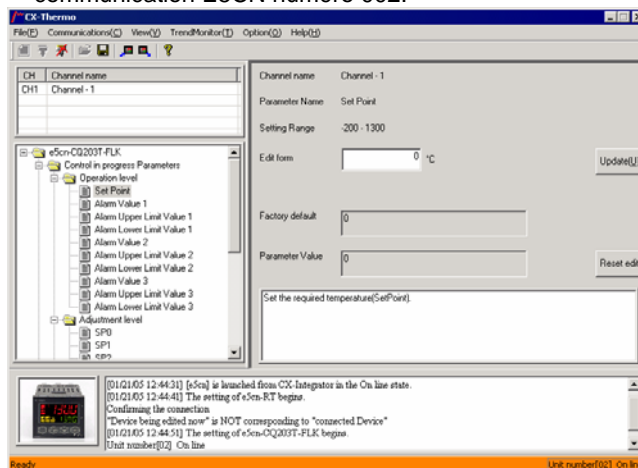 communication E5CN numéro 002.
CX-Thermo
File(F) Communications(C) View(V) TrendMonitor(T) Option(O) Help(H)
CH Channel name
CH1 Channel - 1
Channel name Channel - 1
Parameter Name Set Point
Setting Range -200 - 1300
Edit form 0 °C
Update(U
Factory default 0
Parameter Value 0
Reset edit
Set the required temperature(SetPoint).
e5cn-CQ203T-FLK
Control in progress Parameters
Operation level
Set Point
Alarm Value 1
Alarm Upper Limit Value 1
Alarm Lower Limit Value 1
Alarm Value 2
Alarm Upper Limit Value 2
Alarm Lower Limit Value 2
Alarm Value 3
Alarm Upper Limit Value 3
Alarm Lower Limit Value 3
Adjustment level
SP0
SP1
SP2
[01/21/05 12:44:31] [e5cn] is launched from CX-Integrator in the On line state.
[01/21/05 12:44:41] The setting of e5cn-RT begins.
Confirming the connection
"Device being edited now" is NOT corresponding to "connected Device"
[01/21/05 12:44:51] The setting of e5cn-CQ203T-FLK begins.
Unit number[02] On line
Ready
Unit number[02] On lin